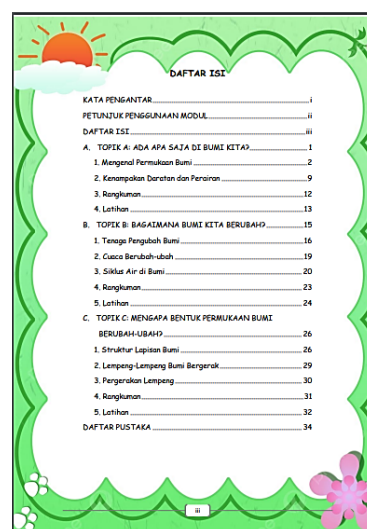 DAFTAR ISI
KATA PENGANTAR i
PETUNJUK PENGGUNAAN MODUL ii
DAFTAR ISI iii
A. TOPIK A: ADA APA SAJA DI BUMI KITA? 1
1. Mengenal Permukaan Bumi 2
2. Kenampakan Daratan dan Perairan 9
3. Rangkuman 12
4. Latihan 13
B. TOPIK B: BAGAIMANA BUMI KITA BERUBAH? 15
1. Tenaga Pengubah Bumi 16
2. Cuaca Berubah-ubah 19
3. Siklus Air di Bumi 20
4. Rangkuman 23
5. Latihan 24
C. TOPIK C: MENGAPA BENTUK PERMUKAAN BUMI
BERUBAH-UBAH? 26
1. Struktur Lapisan Bumi 26
2. Lempeng-Lempeng Bumi Bergerak 29
3. Pergerakan Lempeng 30
4. Rangkuman 31
5. Latihan 32
DAFTAR PUSTAKA 34
iii